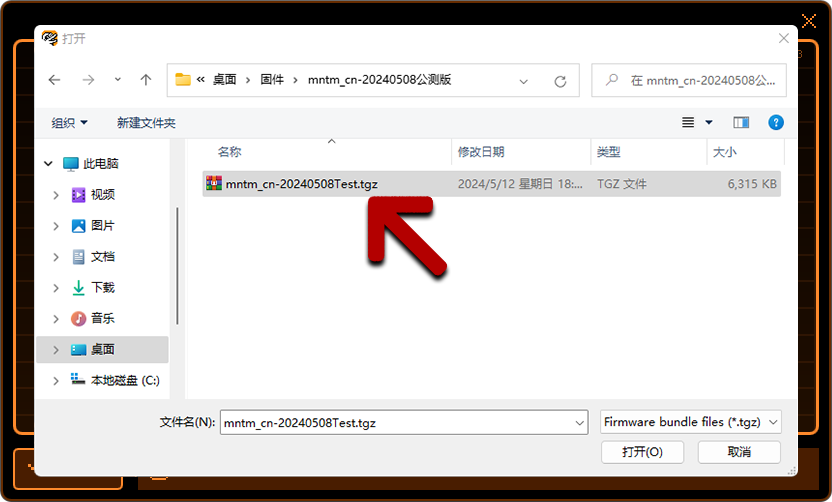 打开
« 桌面 › 固件 › mntm_cn-20240508公测版
在 mntm_cn-20240508公...
组织
新建文件夹
名称 修改日期 类型 大小
mntm_cn-20240508Test.tgz 2024/5/12 星期日 18:... TGZ 文件 6,315 KB
此电脑
视频
图片
文档
下载
音乐
桌面
本地磁盘 (C:)
文件名(N): mntm_cn-20240508Test.tgz Firmware bundle files (*.tgz)
打开(O) 取消